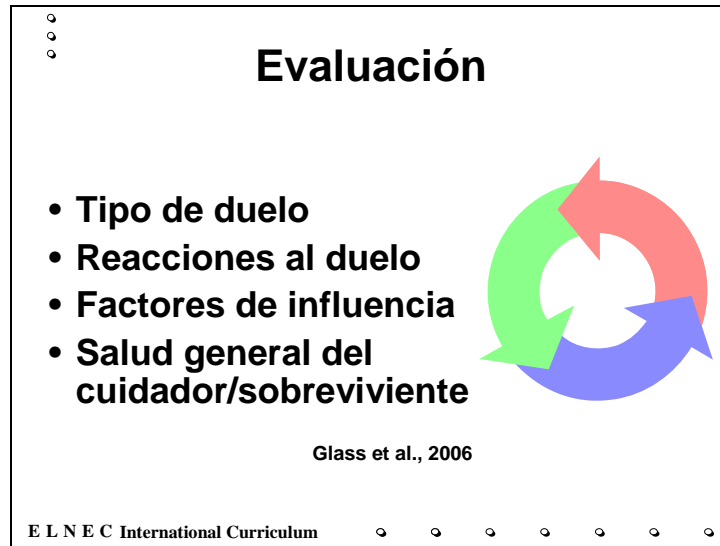 Evaluación
• Tipo de duelo
• Reacciones al duelo
• Factores de influencia
• Salud general del
cuidador/sobreviviente
Glass et al., 2006
E L N E C International Curriculum